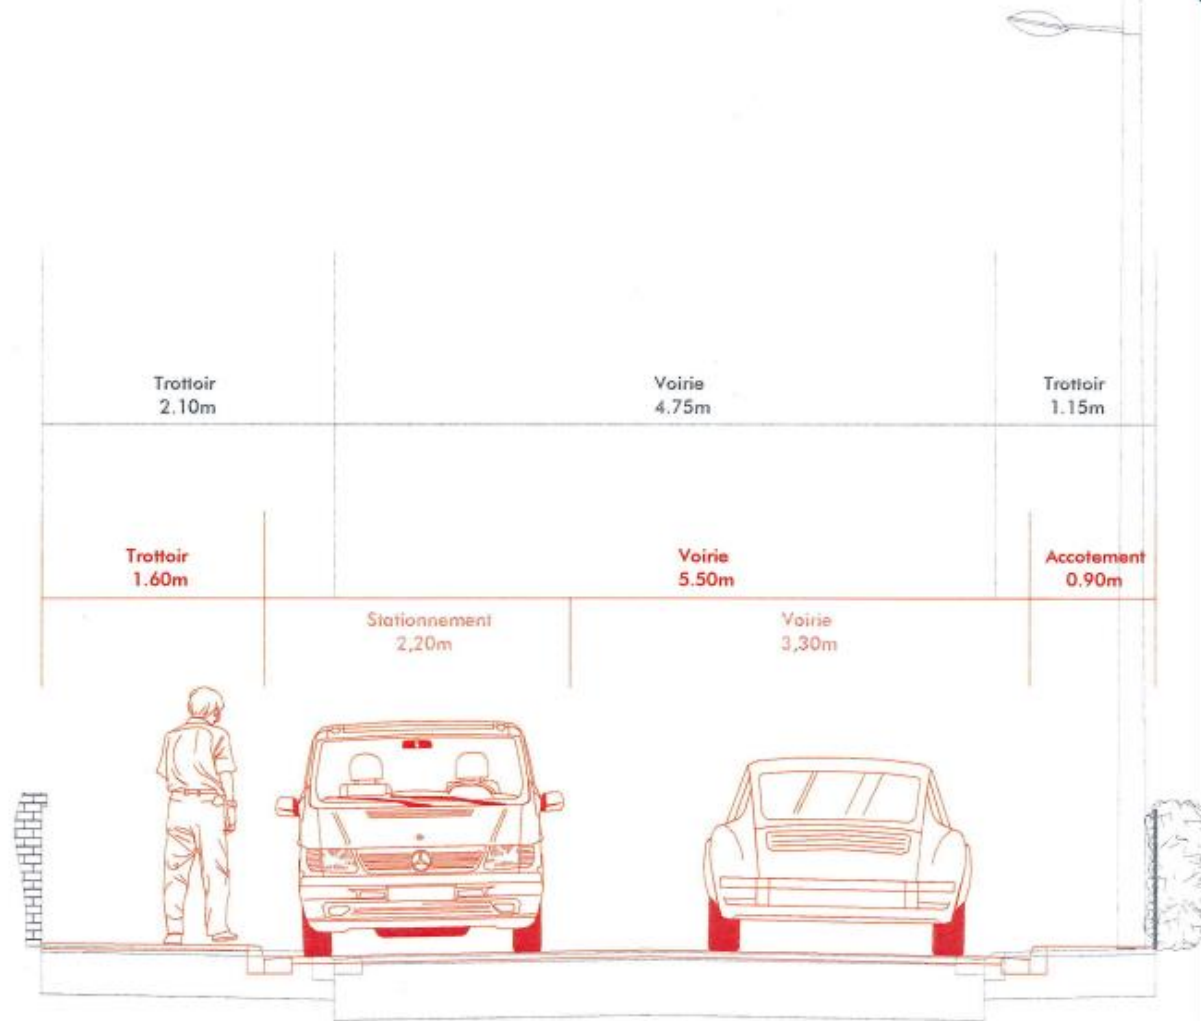 Trottoir
2.10m
Voirie
4.75m
Trottoir
1.15m
Trottoir
1.60m
Voirie
5.50m
Accotement
0.90m
Stationnement
2,20m
Voirie
3,30m